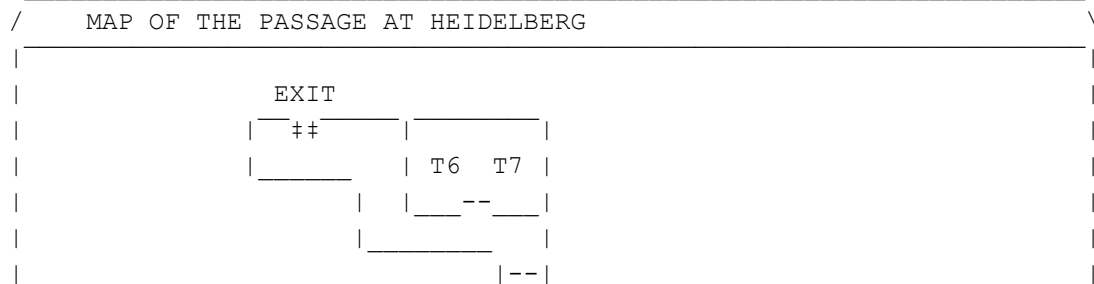 MAP OF THE PASSAGE AT HEIDELBERG
EXIT
‡‡
T6 T7